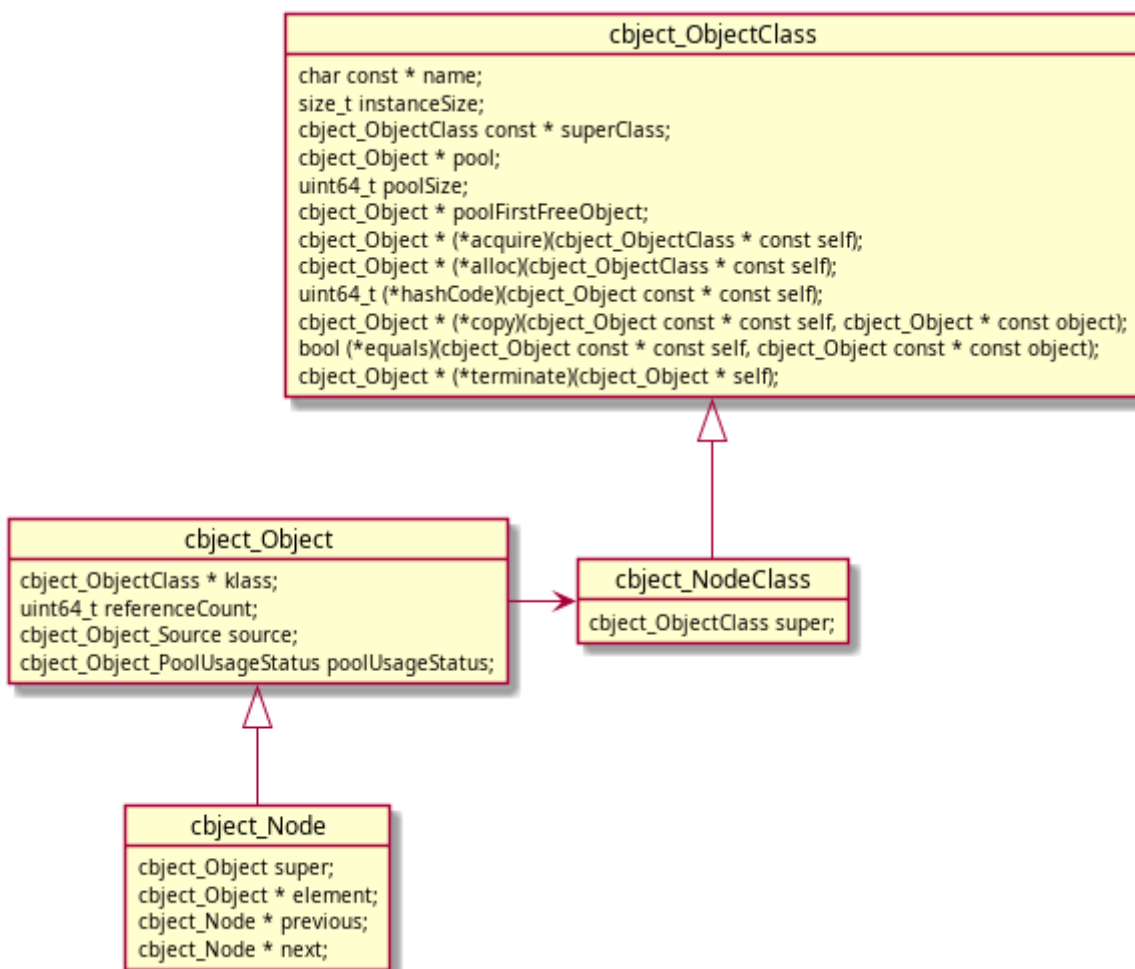 cbject_ObjectClass
char const * name;
size_t instanceSize;
cbject_ObjectClass const * superClass;
cbject_Object * pool;
uint64_t poolSize;
cbject_Object * poolFirstFreeObject;
cbject_Object * (*acquire)(cbject_ObjectClass * const self);
cbject_Object * (*alloc)(cbject_ObjectClass * const self);
uint64_t (*hashCode)(cbject_Object const * const self);
cbject_Object * (*copy)(cbject_Object const * const self, cbject_Object * const object);
bool (*equals)(cbject_Object const * const self, cbject_Object const * const object);
cbject_Object * (*terminate)(cbject_Object * self);
cbject_Object
cbject_ObjectClass * klass;
uint64_t referenceCount;
cbject_Object_Source source;
cbject_Object_PoolUsageStatus poolUsageStatus;
cbject_NodeClass
cbject_ObjectClass super;
cbject_Node
cbject_Object super;
cbject_Object * element;
cbject_Node * previous;
cbject_Node * next;